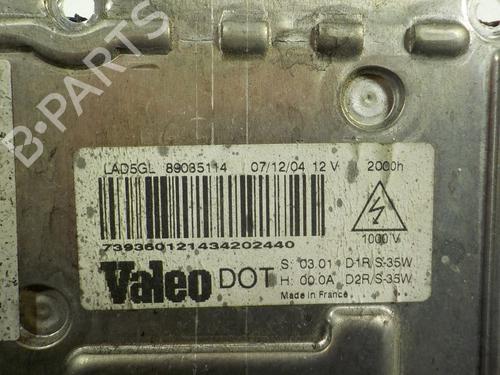 B-PARTS
LAD5GL 89035114 07/12/04 12 V 2000h
739360121434202440
1000 V
Valeo DOT S: 03.01 D1R/S-35W
H: 00.0A D2R/S-35W
Made in France